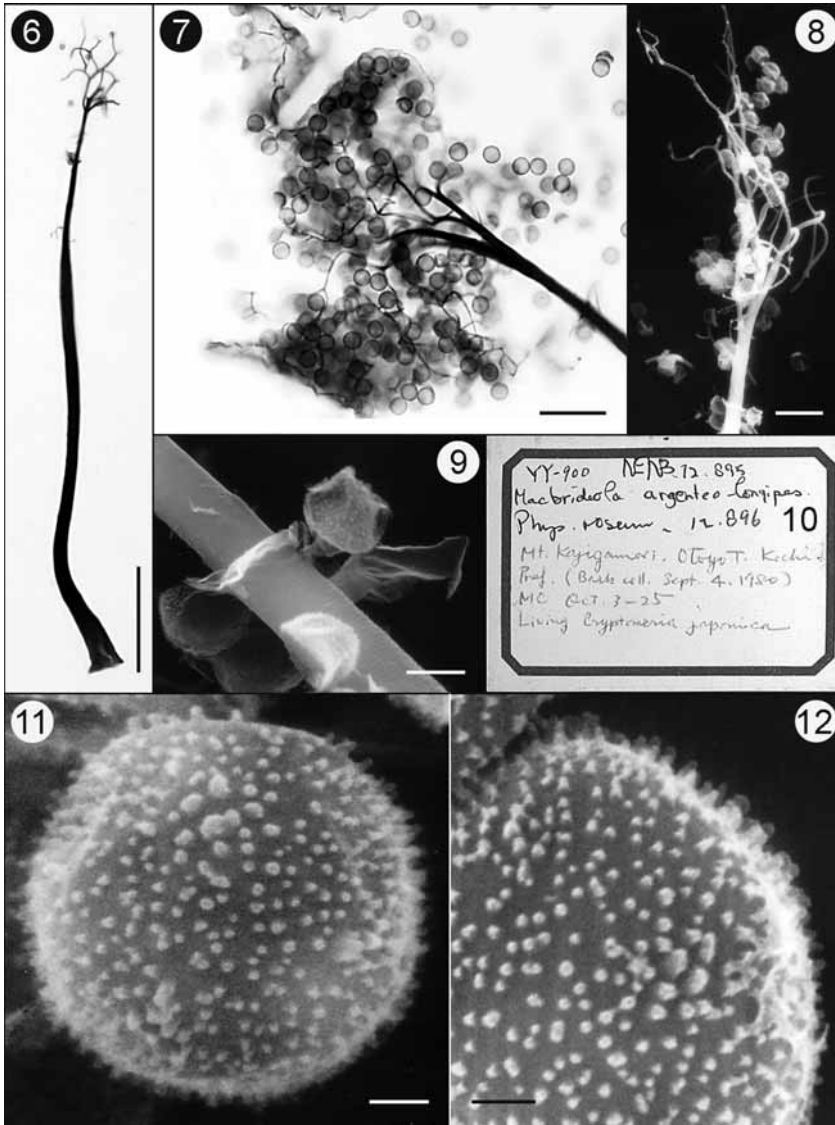 6
7
8
9
10
YY-900 NENB. 12.895
Macbrideola argenteo longipes.
Phys. roseum, 12.896
Mt. Kajigamori. Otoyo T. Kochi
Pref. (Bark coll. Sept. 4. 1980)
MC Oct. 3-25.
Living Cryptomeria japonica
11
12